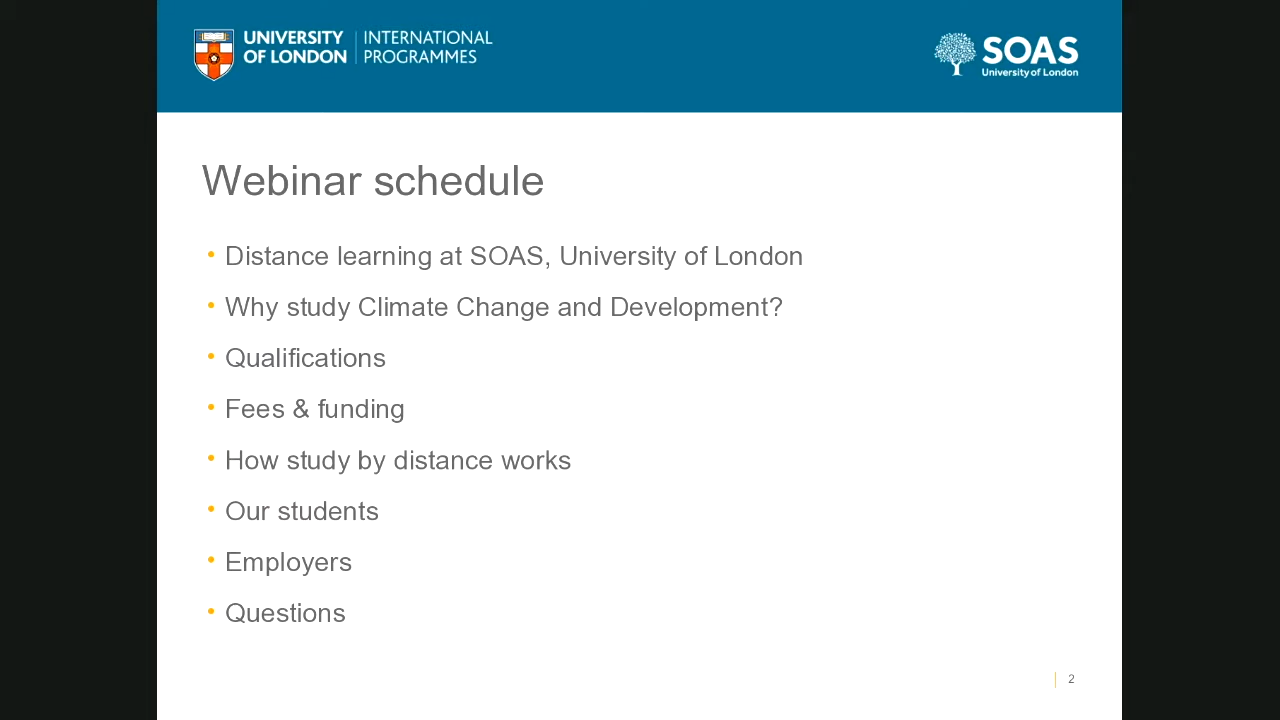 UNIVERSITY OF LONDON
INTERNATIONAL PROGRAMMES
SOAS
University of London
Webinar schedule
• Distance learning at SOAS, University of London
• Why study Climate Change and Development?
• Qualifications
• Fees & funding
• How study by distance works
• Our students
• Employers
• Questions
2